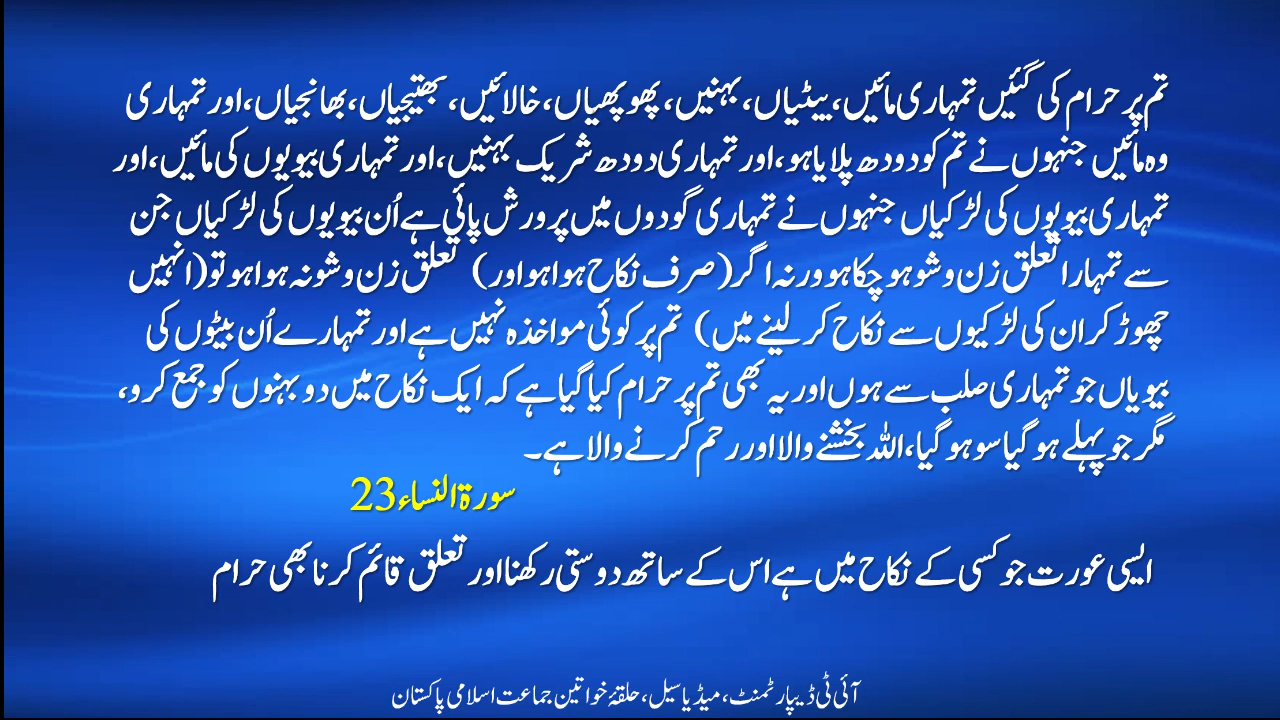 تم پر حرام کی گئیں تمہاری مائیں، بیٹیاں، بہنیں، پھوپھیاں، خالائیں، بھتیجیاں، بھانجیاں، اور تمہاری
وہ مائیں جنہوں نے تم کو دودھ پلایا ہو، اور تمہاری دودھ شریک بہنیں، اور تمہاری بیویوں کی مائیں، اور
تمہاری بیویوں کی لڑکیاں جنہوں نے تمہاری گودوں میں پرورش پائی ہے اُن بیویوں کی لڑکیاں جن
سے تمہارا تعلق زن و شو ہو چکا ہو ورنہ اگر (صرف نکاح ہوا ہو اور) تعلق زن و شو نہ ہوا ہو تو (انہیں
چھوڑ کر ان کی لڑکیوں سے نکاح کر لینے میں) تم پر کوئی مواخذہ نہیں ہے اور تمہارے اُن بیٹوں کی
بیویاں جو تمہاری صلب سے ہوں اور یہ بھی تم پر حرام کیا گیا ہے کہ ایک نکاح میں دو بہنوں کو جمع کرو،
مگر جو پہلے ہو گیا سو ہو گیا، اللہ بخشنے والا اور رحم کرنے والا ہے۔
سورۃ النساء 23
ایسی عورت جو کسی کے نکاح میں ہے اس کے ساتھ دوستی رکھنا اور تعلق قائم کرنا بھی حرام
آئی ٹی ڈیپارٹمنٹ، میڈیا سیل، حلقۂ خواتین جماعت اسلامی پاکستان